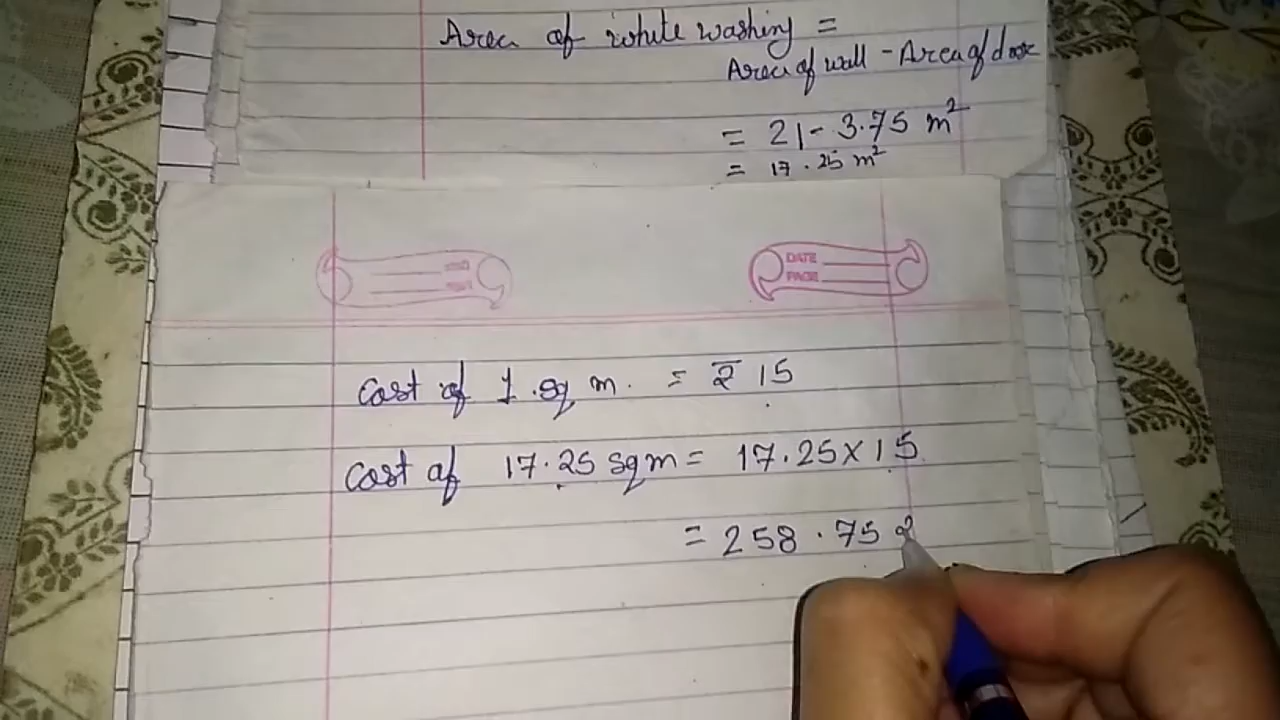 Area of white washing =
Area of wall - Area of door
= 21 - 3.75 m²
= 17.25 m²
DATE
PAGE
Cost of 1 .sq m. = ₹ 15
Cost of 17.25 sqm = 17.25 x 15
= 258.75 ₹